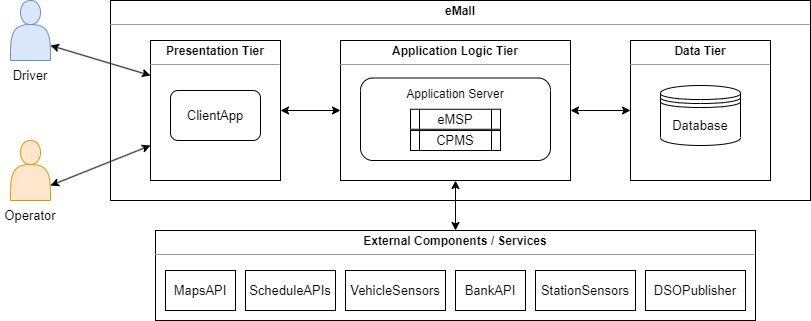 eMall
Driver
Presentation Tier
Application Logic Tier
Data Tier
ClientApp
Application Server
eMSP
CPMS
Database
Operator
External Components / Services
MapsAPI
ScheduleAPIs
VehicleSensors
BankAPI
StationSensors
DSOPublisher